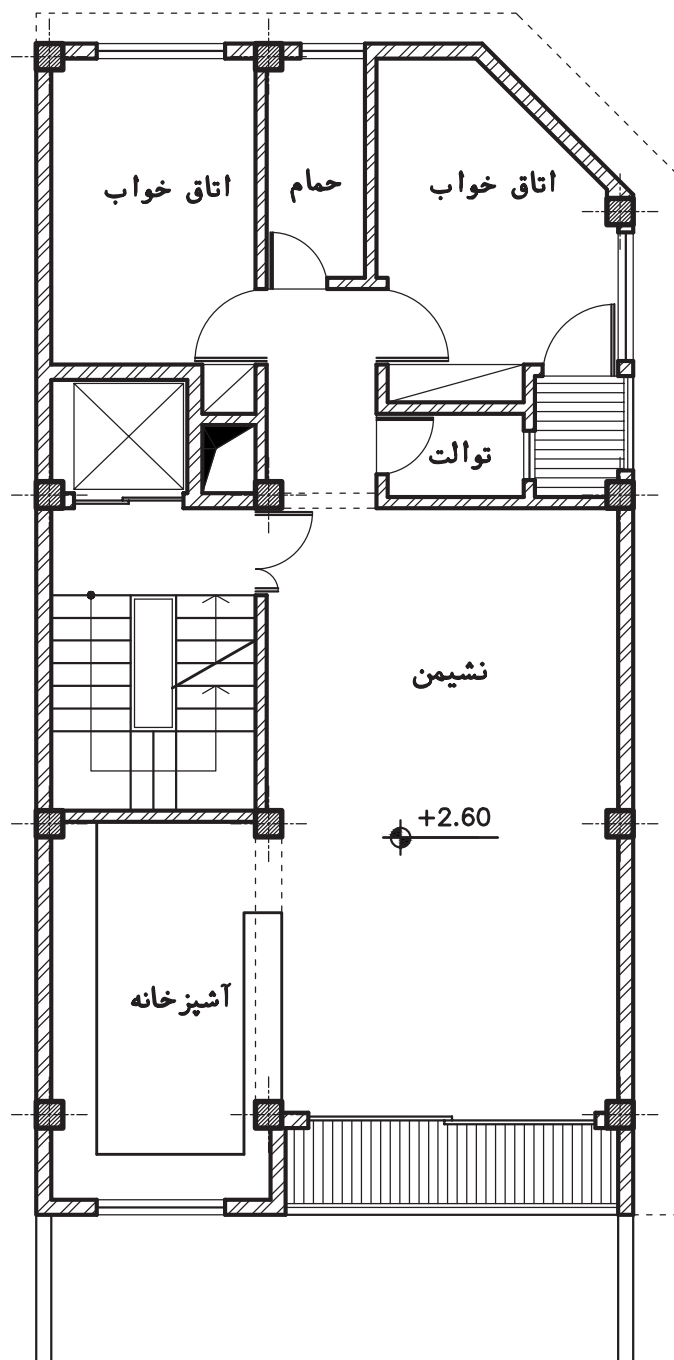 اتاق خواب
حمام
اتاق خواب
توالت
نشیمن
+2.60
آشپزخانه